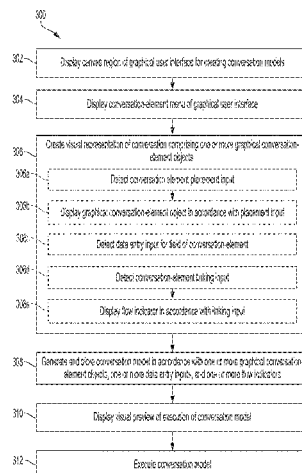 300
302
Display canvas region of graphical user interface for creating conversation models
304
Display conversation-element menu of graphical user interface
306
Create visual representation of conversation comprising one or more graphical conversation-
element objects
306a
Detect conversation element placement input
306b
Display graphical conversation-element object in accordance with placement input
306c
Detect data entry input for field of conversation-element
306d
Detect conversation-element linking input
306e
Display flow indicator in accordance with linking input
308
Generate and store conversation model in accordance with one or more graphical conversation-
element objects, one or more data entry inputs, and one or more flow indicators
310
Display visual preview of execution of conversation model
312
Execute conversation model